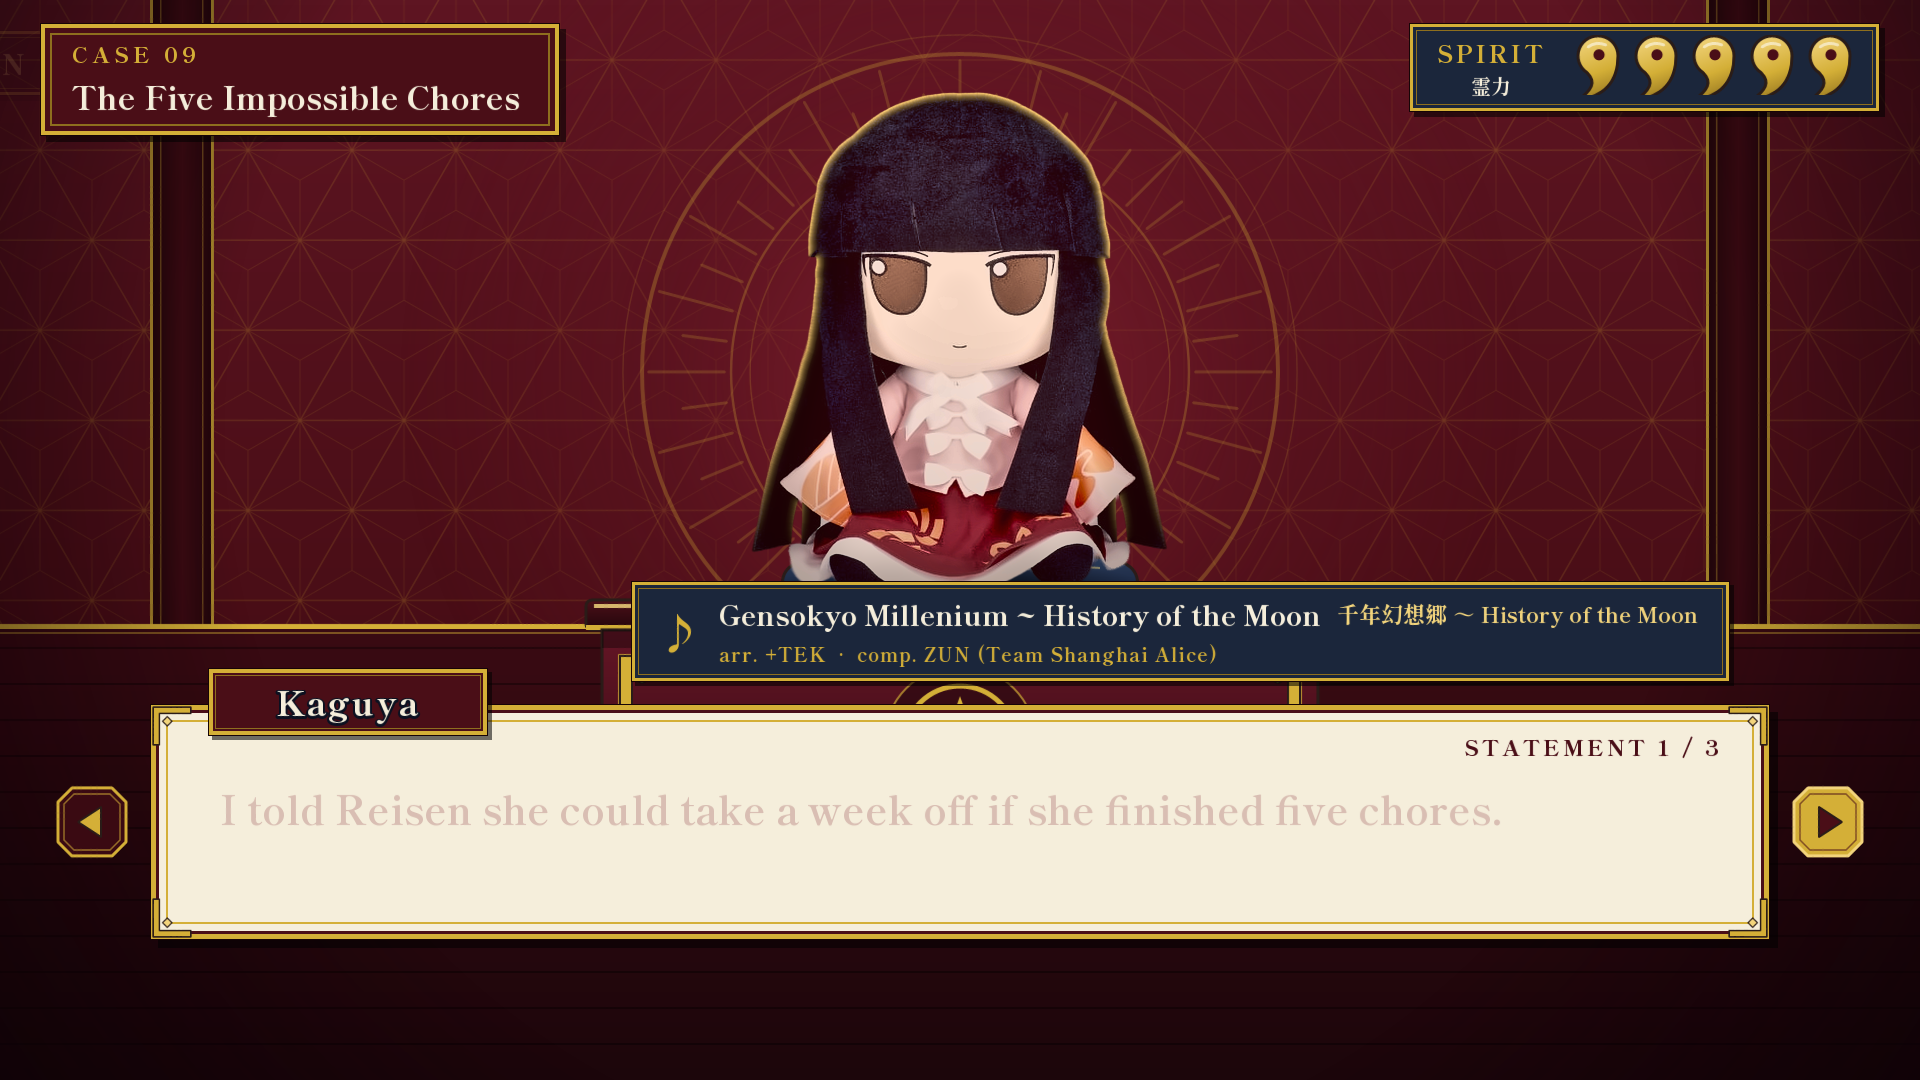 CASE 09
The Five Impossible Chores
SPIRIT
霊力
Gensokyo Millenium ~ History of the Moon 千年幻想郷 ～ History of the Moon
arr. +TEK · comp. ZUN (Team Shanghai Alice)
Kaguya
STATEMENT 1 / 3
I told Reisen she could take a week off if she finished five chores.